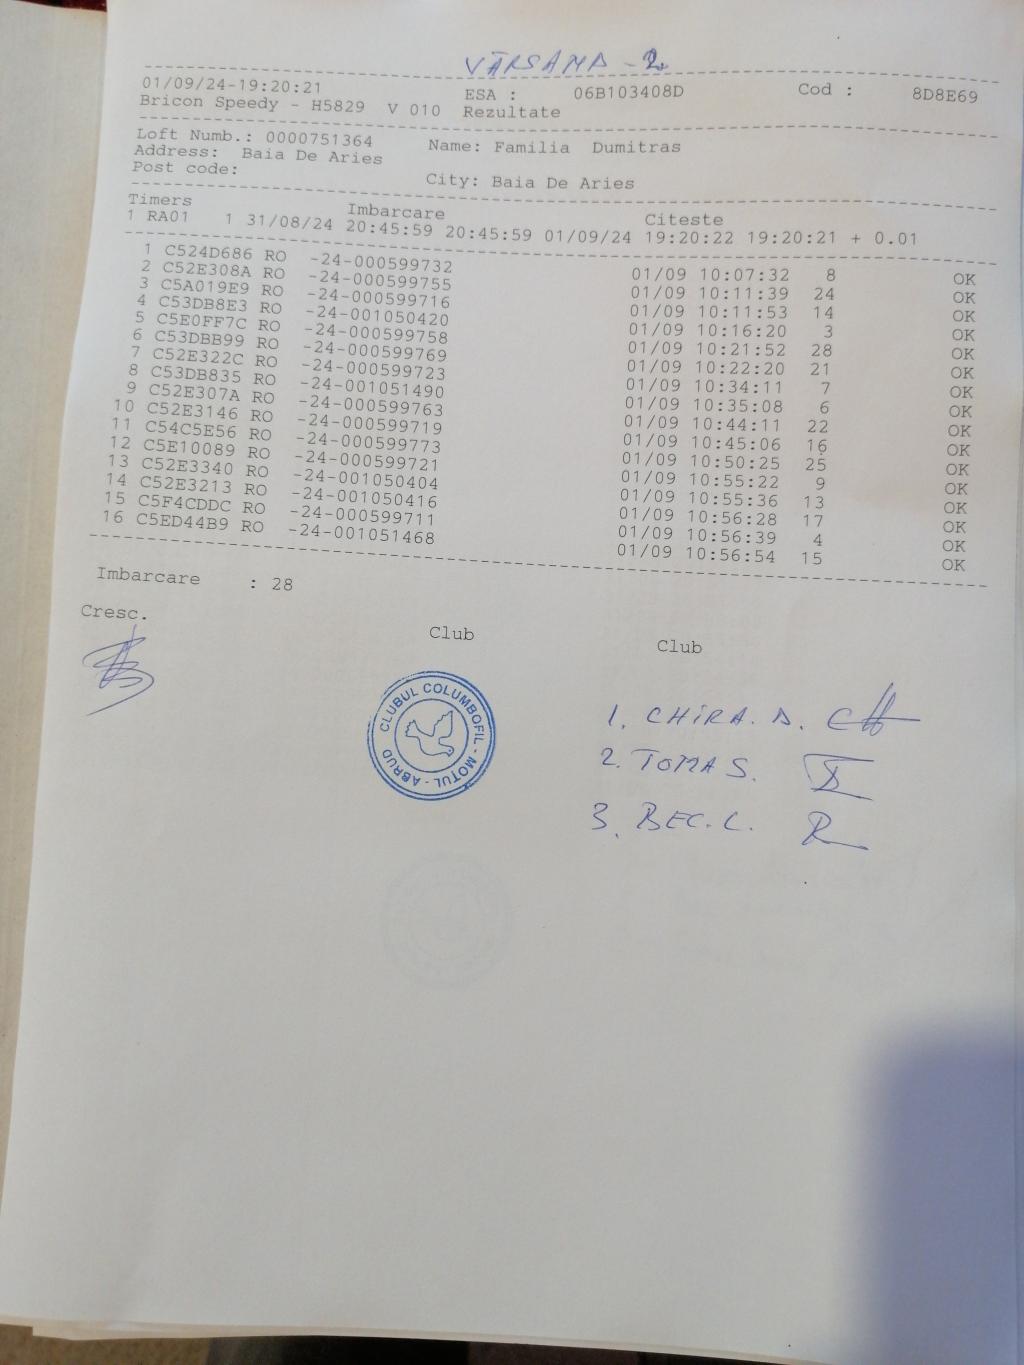 VĂRSAMA - 2.
01/09/24-19:20:21 ESA : 06B103408D Cod : 8D8E69
Bricon Speedy - H5829 V 010 Rezultate
Loft Numb.: 0000751364 Name: Familia Dumitras
Address: Baia De Aries
Post code: City: Baia De Aries
Timers Imbarcare Citeste
1 RA01 1 31/08/24 20:45:59 20:45:59 01/09/24 19:20:22 19:20:21 + 0.01
1 C524D686 RO -24-000599732 01/09 10:07:32 8 OK
2 C52E308A RO -24-000599755 01/09 10:11:39 24 OK
3 C5A019E9 RO -24-000599716 01/09 10:11:53 14 OK
4 C53DB8E3 RO -24-001050420 01/09 10:16:20 3 OK
5 C5E0FF7C RO -24-000599758 01/09 10:21:52 28 OK
6 C53DBB99 RO -24-000599769 01/09 10:22:20 21 OK
7 C52E322C RO -24-000599723 01/09 10:34:11 7 OK
8 C53DB835 RO -24-001051490 01/09 10:35:08 6 OK
9 C52E307A RO -24-000599763 01/09 10:44:11 22 OK
10 C52E3146 RO -24-000599719 01/09 10:45:06 16 OK
11 C54C5E56 RO -24-000599773 01/09 10:50:25 25 OK
12 C5E10089 RO -24-000599721 01/09 10:55:22 9 OK
13 C52E3340 RO -24-001050404 01/09 10:55:36 13 OK
14 C52E3213 RO -24-001050416 01/09 10:56:28 17 OK
15 C5F4CDDC RO -24-000599711 01/09 10:56:39 4 OK
16 C5ED44B9 RO -24-001051468 01/09 10:56:54 15 OK
Imbarcare : 28
Cresc. Club Club
CLUBUL COLUMBOFIL - MOTUL - ABRUD
1. CHIRA. D.
2. TOMA S.
3. BEC. L.